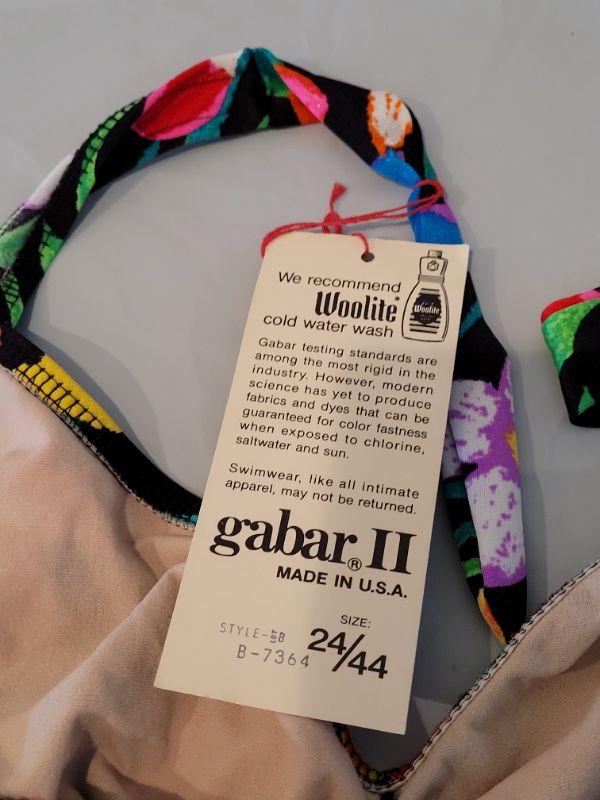 We recommend
Woolite®
cold water wash
Woolite
Gabar testing standards are
among the most rigid in the
industry. However, modern
science has yet to produce
fabrics and dyes that can be
guaranteed for color fastness
when exposed to chlorine,
saltwater and sun.
Swimwear, like all intimate
apparel, may not be returned.
gabar® II
MADE IN U.S.A.
SIZE:
24/44
STYLE-
B-7364